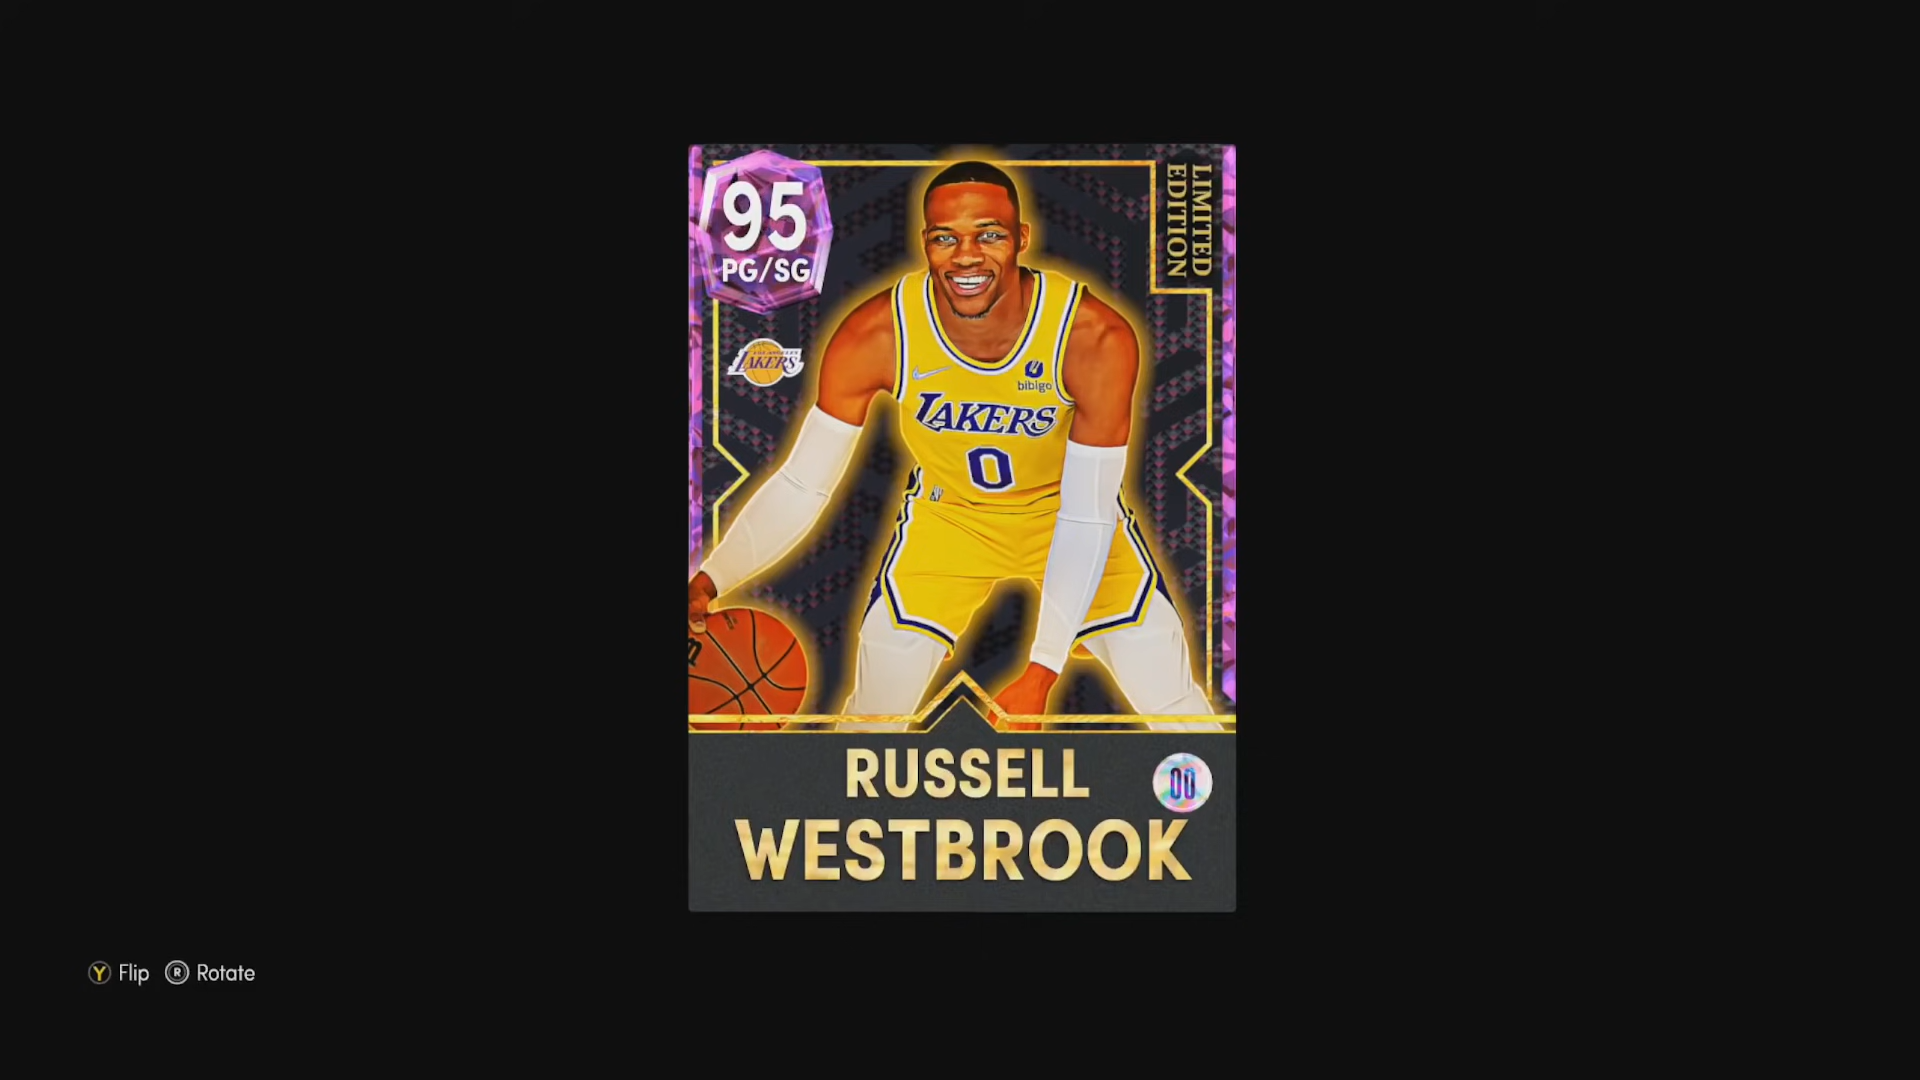 95
PG/SG
LIMITED
EDITION
LAKERS
bibigo
LAKERS
0
RUSSELL
00
WESTBROOK
Y Flip R Rotate